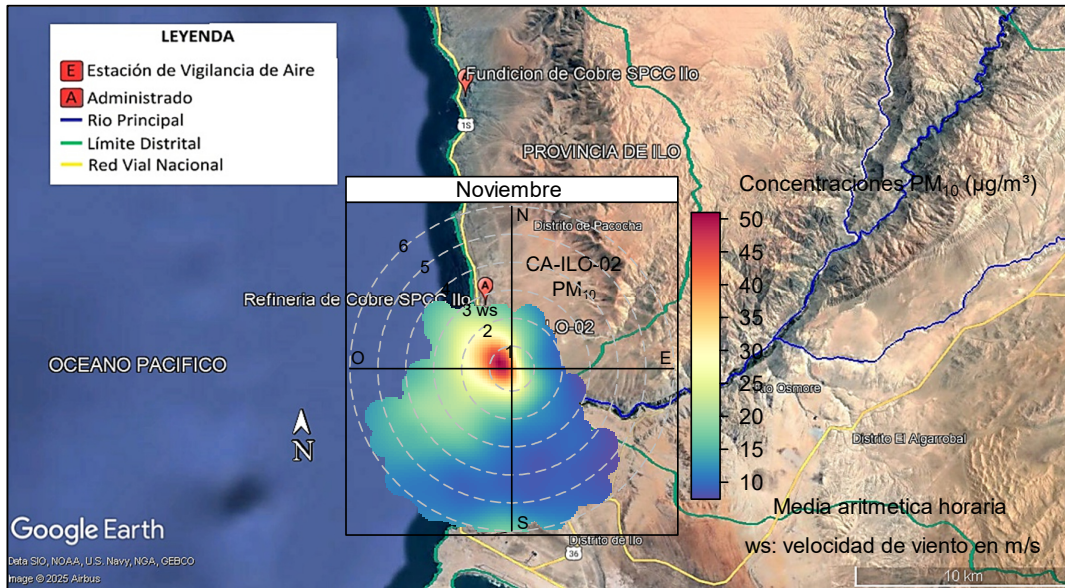 LEYENDA
E Estación de Vigilancia de Aire
A Administrado
Rio Principal
Límite Distrital
Red Vial Nacional
A
Fundicion de Cobre SPCC Ilo
1S
PROVINCIA DE ILO
Noviembre
N
Distrito de Pacocha
6
5
CA-ILO-02
PM₁₀
A
Refineria de Cobre SPCC Ilo
3 ws
2
1
LO-02
O
E
S
Concentraciones PM₁₀ (µg/m³)
50
45
40
35
30
25
20
15
10
OCEANO PACIFICO
N
Osmore
Distrito El Algarrobal
Media aritmetica horaria
ws: velocidad de viento en m/s
Distrito de Ilo
36
10 km
Google Earth
Data SIO, NOAA, U.S. Navy, NGA, GEBCO
Image © 2025 Airbus